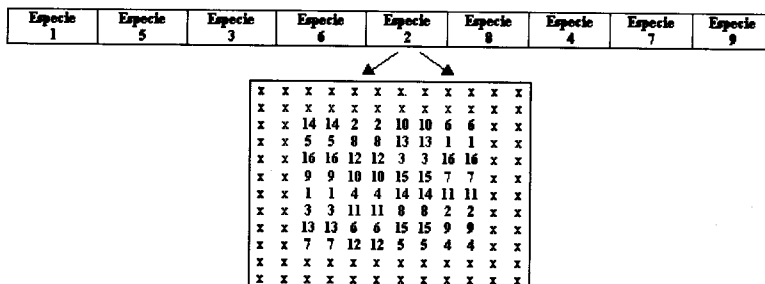 Especie Especie Especie Especie Especie Especie Especie Especie Especie
1 5 3 6 2 8 4 7 9
x x x x x x x x x x x x
x x x x x x x x x x x x
x x 14 14 2 2 10 10 6 6 x x
x x 5 5 8 8 13 13 1 1 x x
x x 16 16 12 12 3 3 16 16 x x
x x 9 9 10 10 15 15 7 7 x x
x x 1 1 4 4 14 14 11 11 x x
x x 3 3 11 11 8 8 2 2 x x
x x 13 13 6 6 15 15 9 9 x x
x x 7 7 12 12 5 5 4 4 x x
x x x x x x x x x x x x
x x x x x x x x x x x x